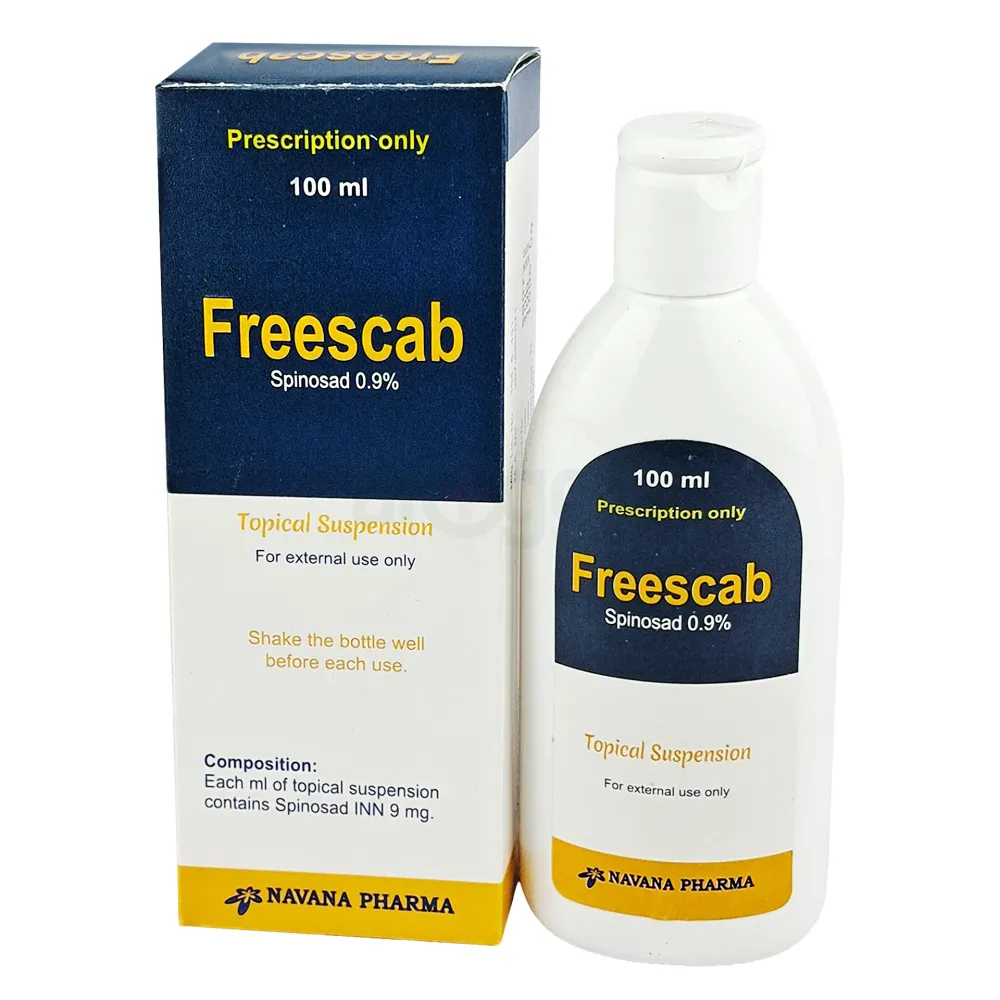 Freescab
Prescription only
100 ml
Freescab
Spinosad 0.9%
Topical Suspension
For external use only
Shake the bottle well
before each use.
Composition:
Each ml of topical suspension
contains Spinosad INN 9 mg.
NAVANA PHARMA
100 ml
Prescription only
Freescab
Spinosad 0.9%
Topical Suspension
For external use only
NAVANA PHARMA